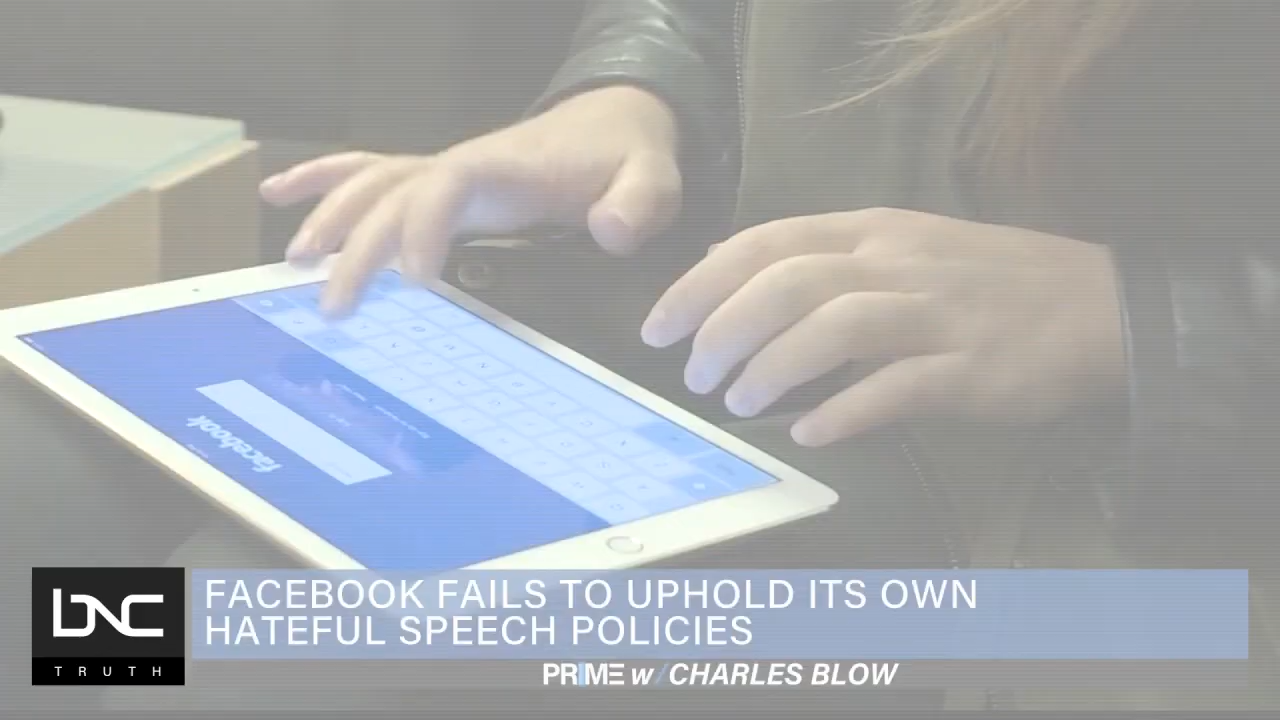 facebook
FACEBOOK FAILS TO UPHOLD ITS OWN
HATEFUL SPEECH POLICIES
BNC
TRUTH
PRIME w/ CHARLES BLOW